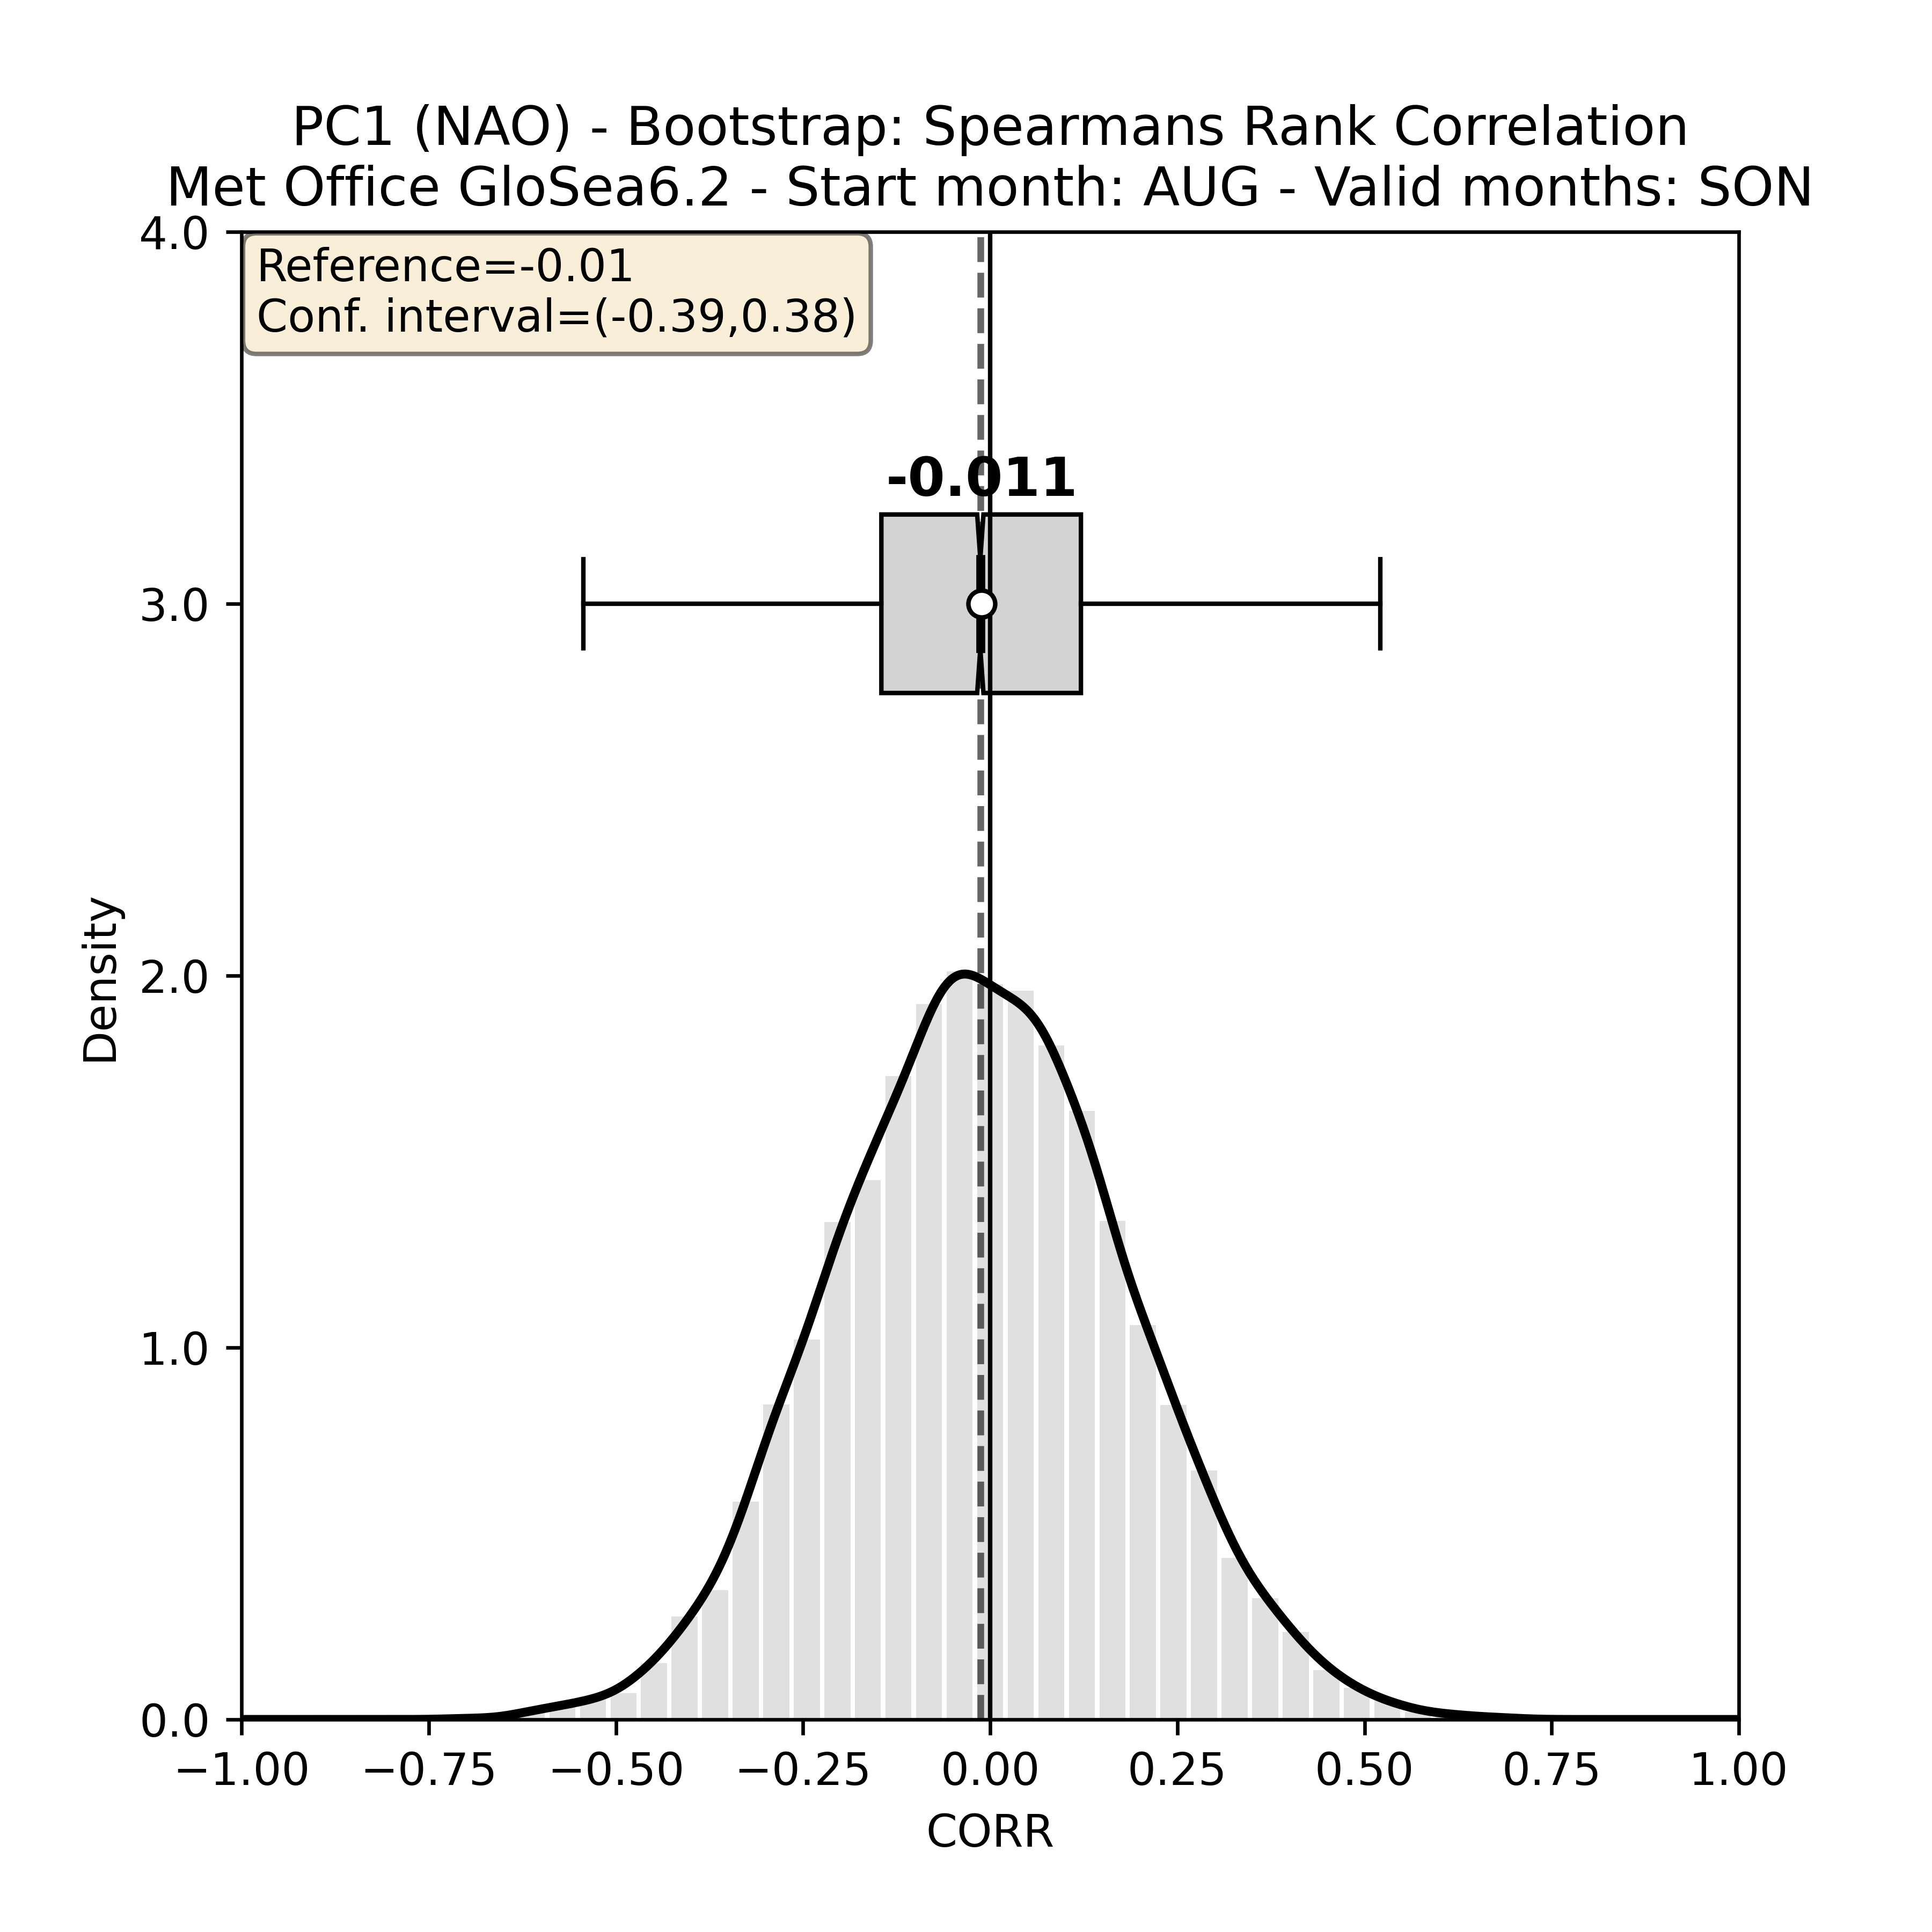 PC1 (NAO) - Bootstrap: Spearmans Rank Correlation
Met Office GloSea6.2 - Start month: AUG - Valid months: SON
Reference=-0.01
Conf. interval=(-0.39,0.38)
-0.011
4.0
3.0
2.0
1.0
0.0
Density
−1.00 −0.75 −0.50 −0.25 0.00 0.25 0.50 0.75 1.00
CORR